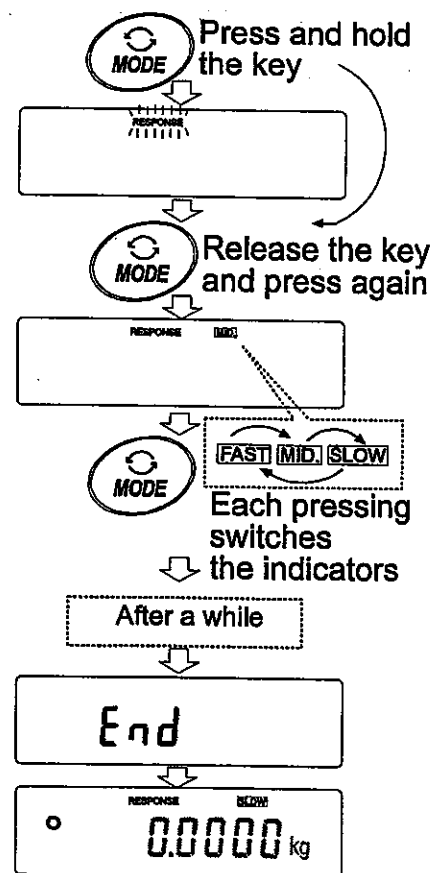 MODE
Press and hold
the key
RESPONSE
MODE
Release the key
and press again
RESPONSE MID.
MODE
FAST MID. SLOW
Each pressing
switches
the indicators
After a while
End
RESPONSE SLOW
0.0000 kg